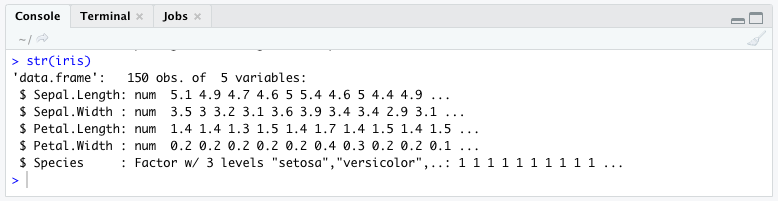 Console Terminal × Jobs ×
~/
> str(iris)
'data.frame':   150 obs. of  5 variables:
 $ Sepal.Length: num  5.1 4.9 4.7 4.6 5 5.4 4.6 5 4.4 4.9 ...
 $ Sepal.Width : num  3.5 3 3.2 3.1 3.6 3.9 3.4 3.4 2.9 3.1 ...
 $ Petal.Length: num  1.4 1.4 1.3 1.5 1.4 1.7 1.4 1.5 1.4 1.5 ...
 $ Petal.Width : num  0.2 0.2 0.2 0.2 0.2 0.4 0.3 0.2 0.2 0.1 ...
 $ Species     : Factor w/ 3 levels "setosa","versicolor",..: 1 1 1 1 1 1 1 1 1 1 ...
>